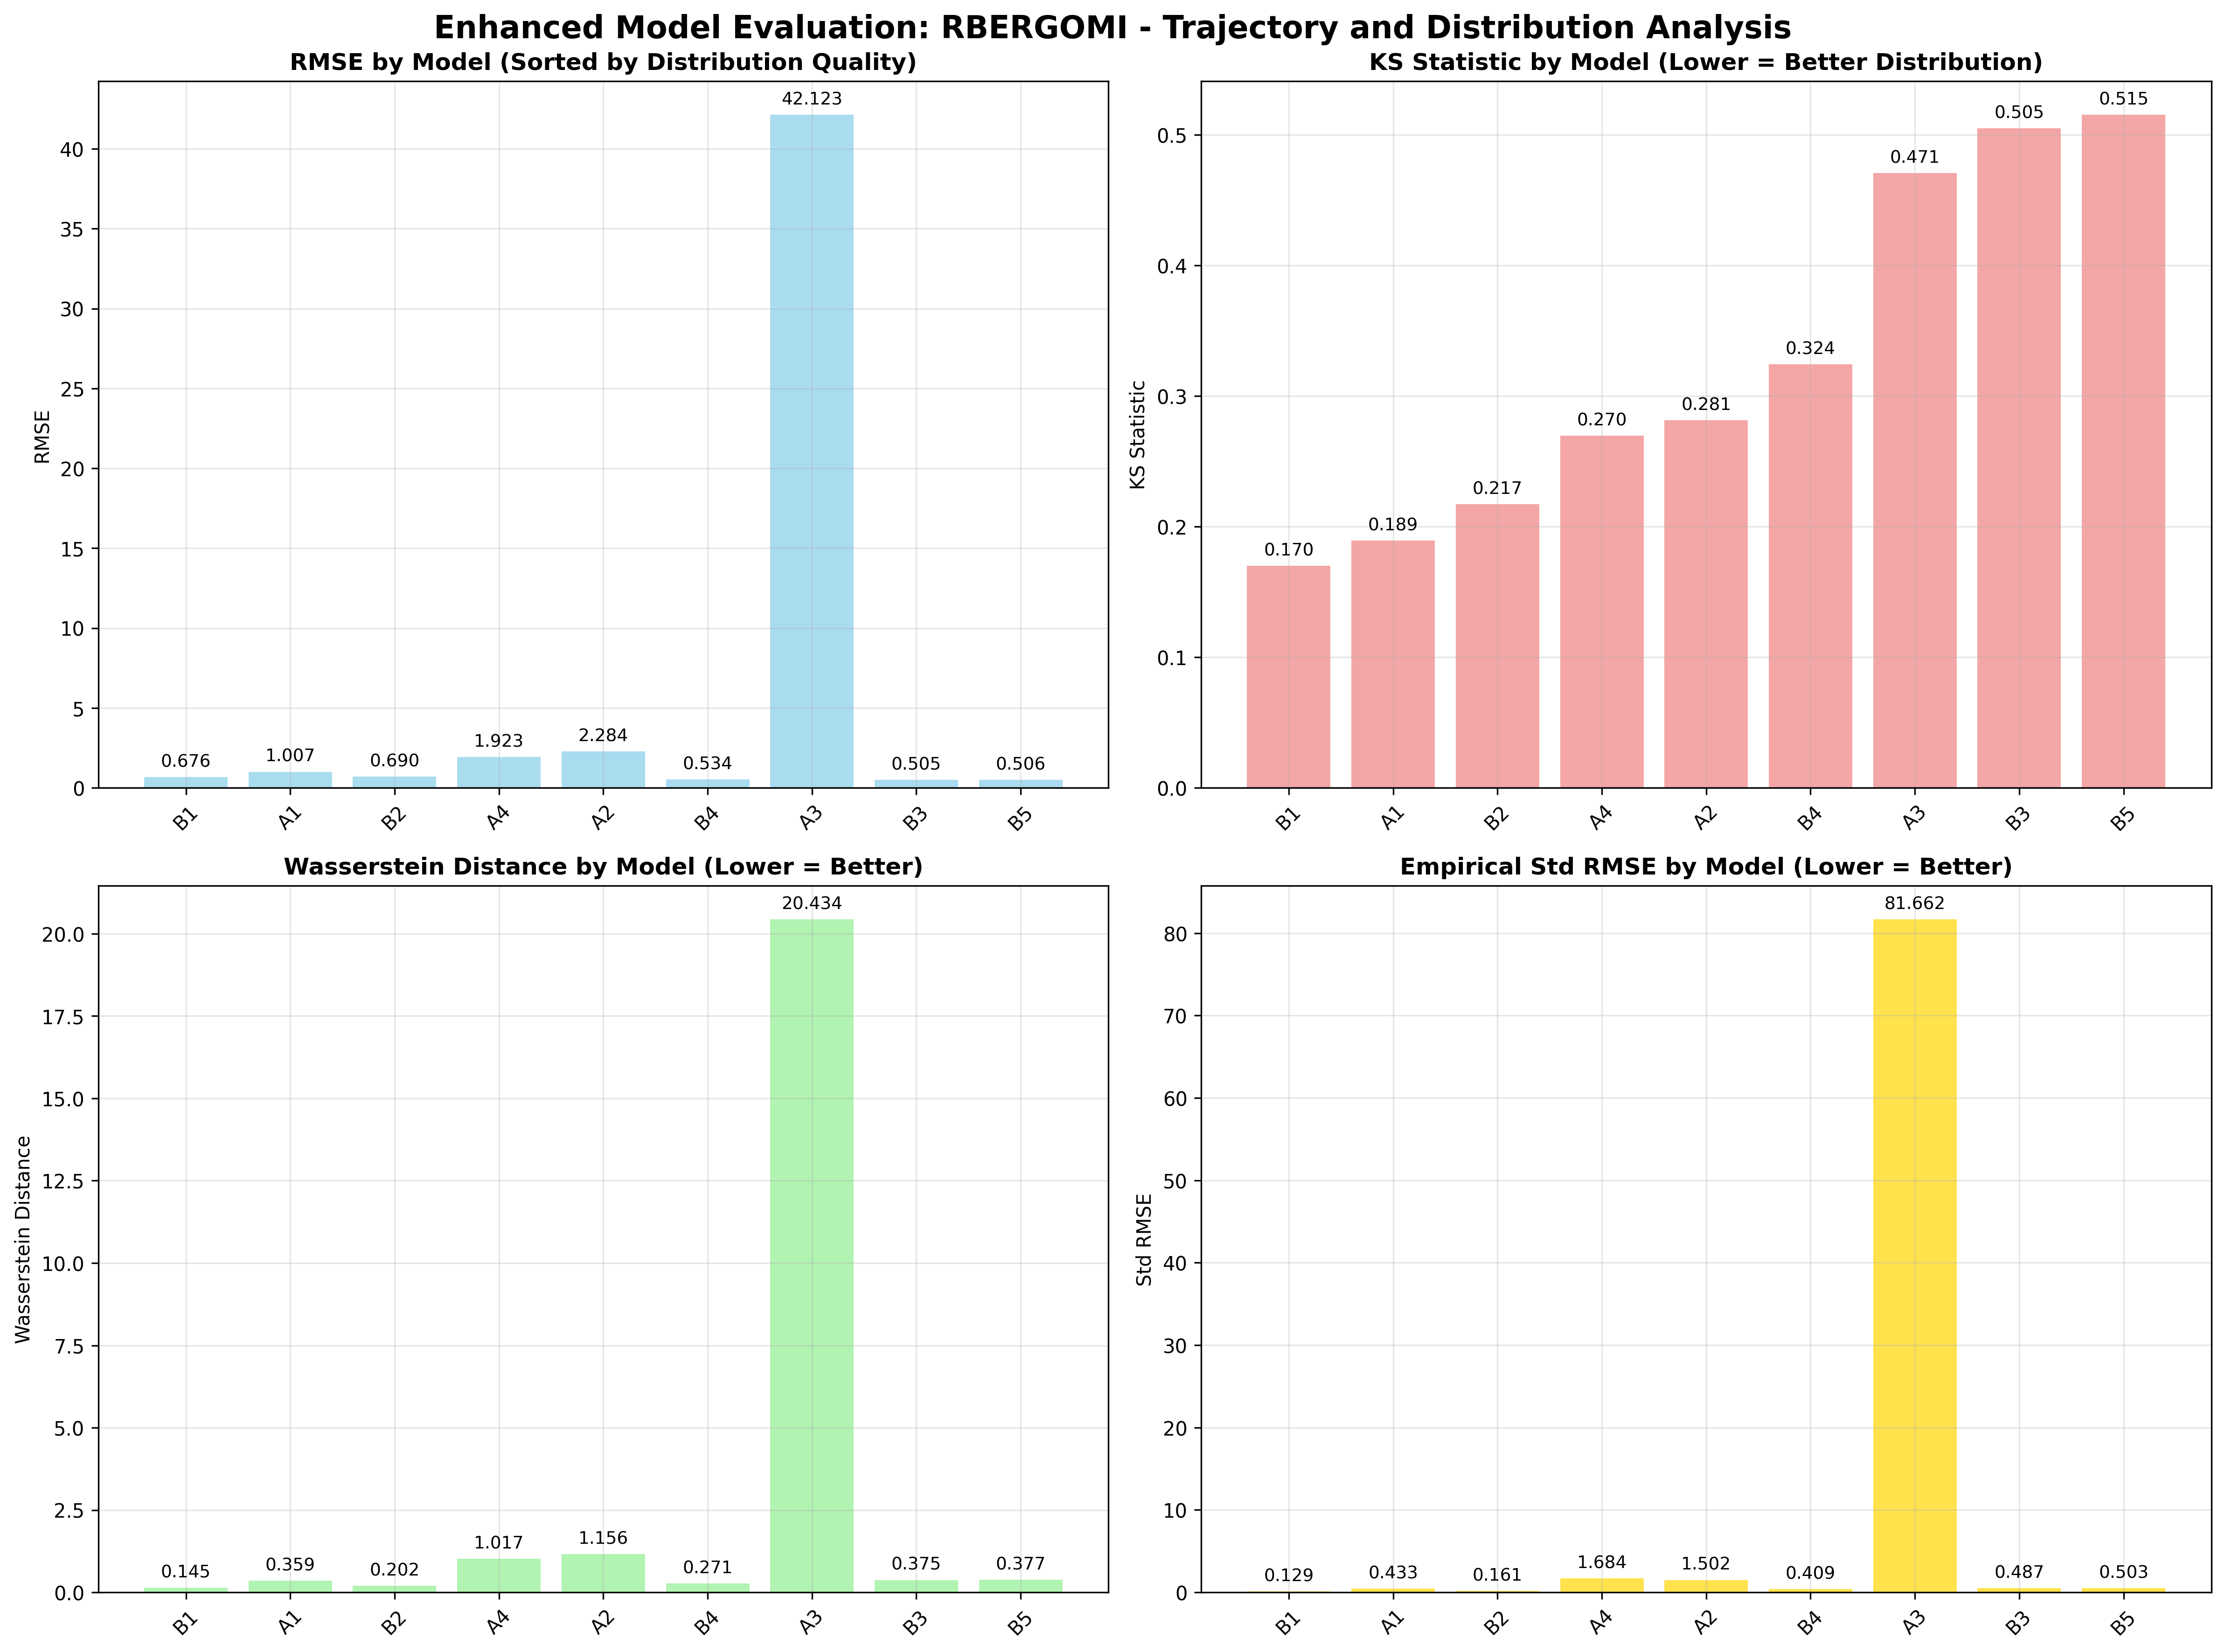 Enhanced Model Evaluation: RBERGOMI - Trajectory and Distribution Analysis
RMSE by Model (Sorted by Distribution Quality)
RMSE
40
35
30
25
20
15
10
5
0
0.676
1.007
0.690
1.923
2.284
0.534
42.123
0.505
0.506
B1
A1
B2
A4
A2
B4
A3
B3
B5
KS Statistic by Model (Lower = Better Distribution)
KS Statistic
0.5
0.4
0.3
0.2
0.1
0.0
0.170
0.189
0.217
0.270
0.281
0.324
0.471
0.505
0.515
B1
A1
B2
A4
A2
B4
A3
B3
B5
Wasserstein Distance by Model (Lower = Better)
Wasserstein Distance
20.0
17.5
15.0
12.5
10.0
7.5
5.0
2.5
0.0
0.145
0.359
0.202
1.017
1.156
0.271
20.434
0.375
0.377
B1
A1
B2
A4
A2
B4
A3
B3
B5
Empirical Std RMSE by Model (Lower = Better)
Std RMSE
80
70
60
50
40
30
20
10
0
0.129
0.433
0.161
1.684
1.502
0.409
81.662
0.487
0.503
B1
A1
B2
A4
A2
B4
A3
B3
B5